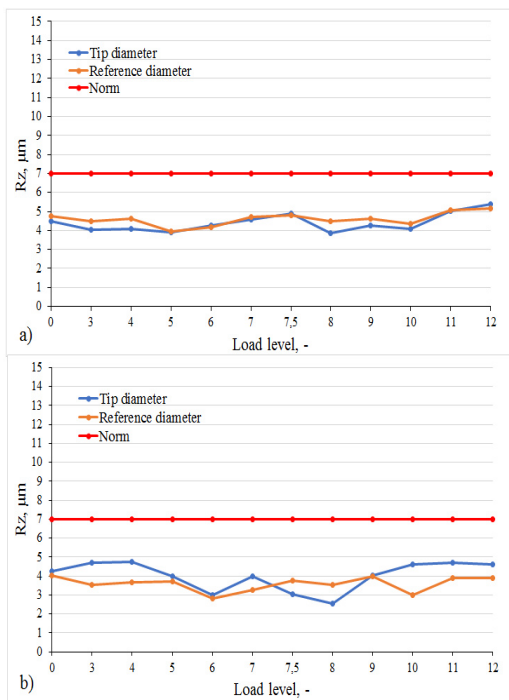 15
14
13
12
11
10
9
8
7
6
5
4
3
2
1
0
Rz, μm
Tip diameter
Reference diameter
Norm
0 3 4 5 6 7 7,5 8 9 10 11 12
Load level, -
a)
15
14
13
12
11
10
9
8
7
6
5
4
3
2
1
0
Rz, μm
Tip diameter
Reference diameter
Norm
0 3 4 5 6 7 7,5 8 9 10 11 12
Load level, -
b)